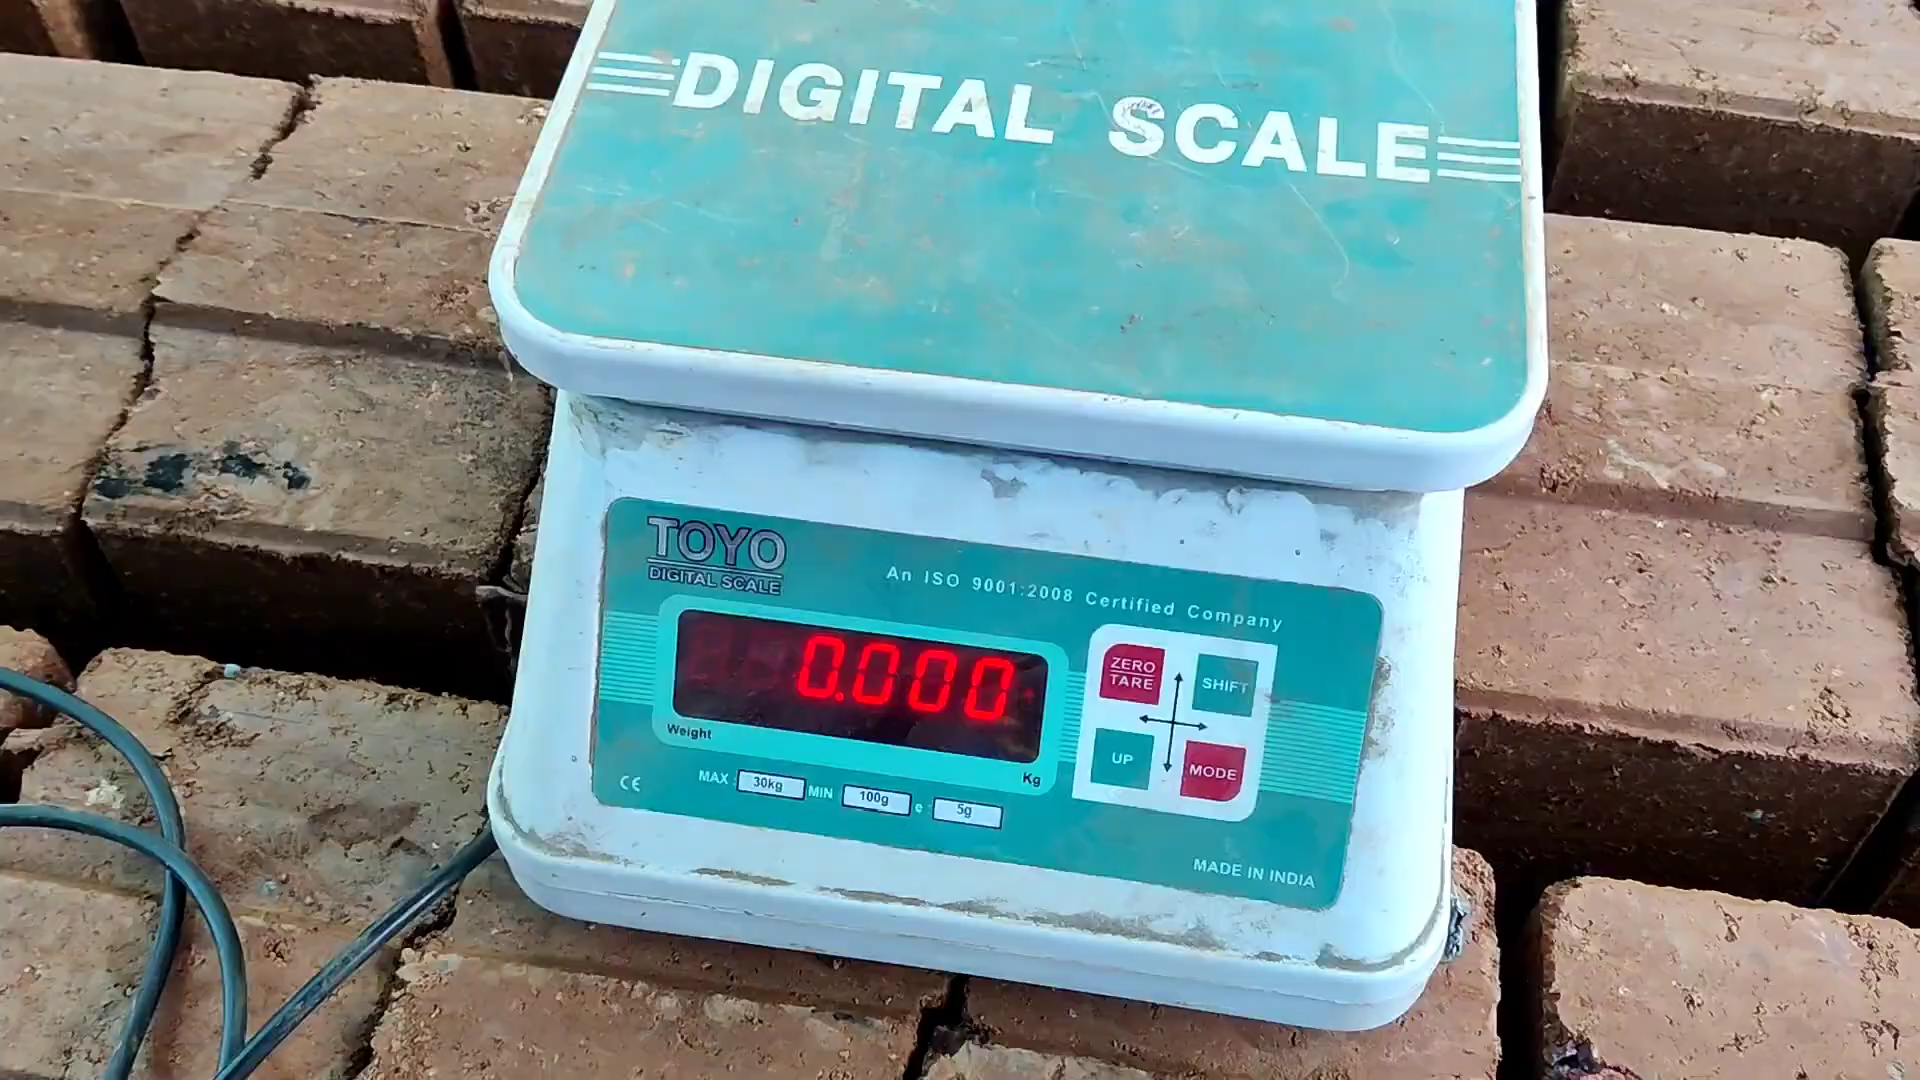 DIGITAL SCALE
TOYO
DIGITAL SCALE
An ISO 9001:2008 Certified Company
0.000
Weight
Kg
ZERO
TARE
SHIFT
UP
MODE
CE
MAX : 30kg MIN 100g e : 5g
MADE IN INDIA